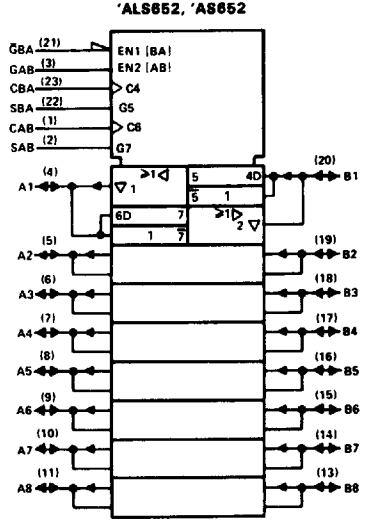 'ALS652, 'AS652
G̅BA (21) EN1 [BA]
GAB (3) EN2 [AB]
CBA (23) C4
SBA (22) G5
CAB (1) C6
SAB (2) G7
A1 (4) ≥1 ▽1 5 4D (20) B1
5̅ 1
6D 7 ≥1
1 7̅ 2▽
A2 (5) (19) B2
A3 (6) (18) B3
A4 (7) (17) B4
A5 (8) (16) B5
A6 (9) (15) B6
A7 (10) (14) B7
A8 (11) (13) B8